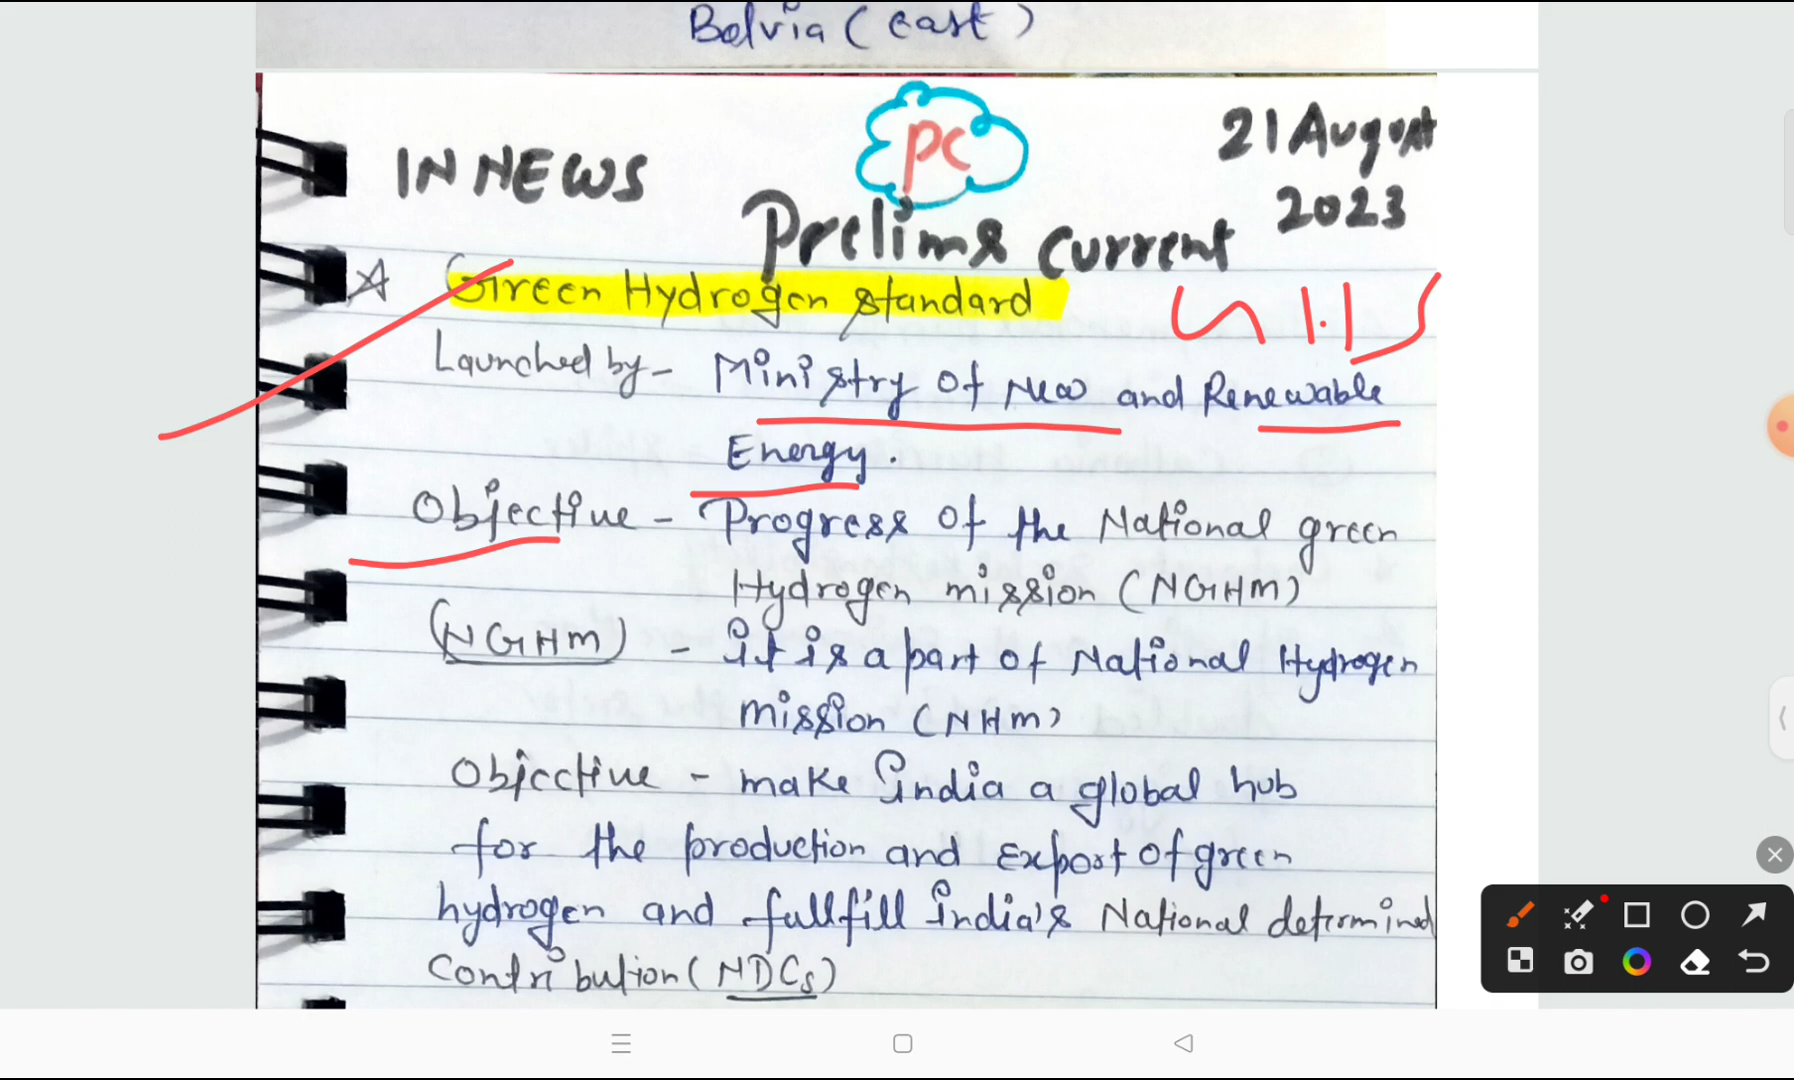 Bolvia (east)
PC
21 August
IN NEWS
2023
Prelims Current
Green Hydrogen standard
Launched by - Ministry of New and Renewable
Energy.
Objective - Progress of the National green
Hydrogen mission (NGHM)
(NGHM) - it is a part of National Hydrogen
mission (NHM)
Objective - make india a global hub
for the production and Export of green
hydrogen and fullfill india's National determined
Contribution (NDCs)